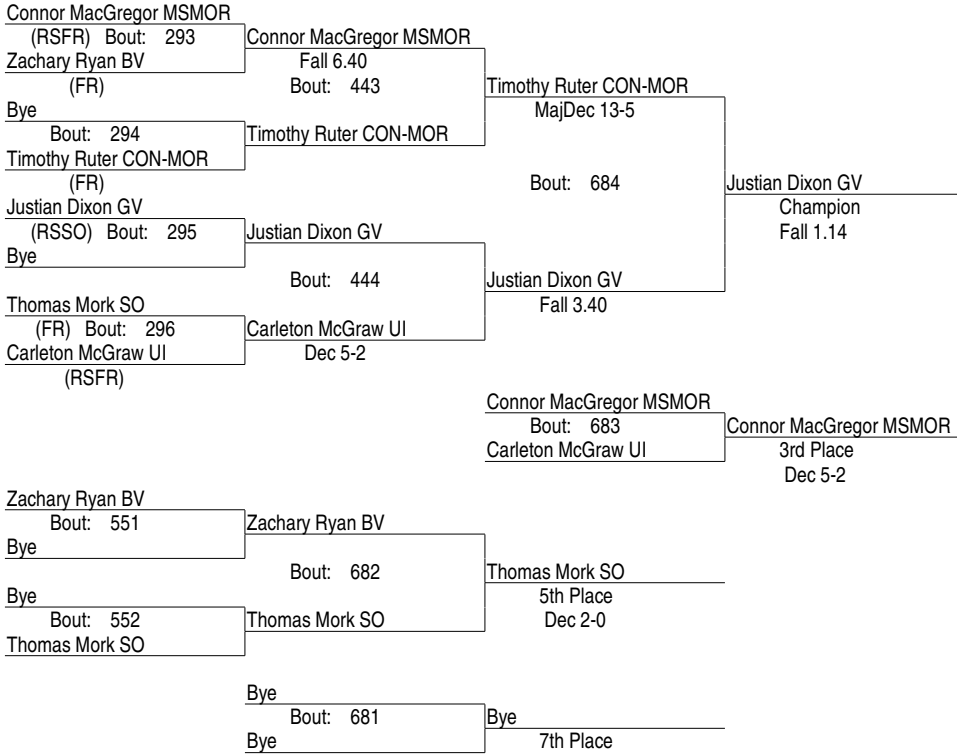 Connor MacGregor MSMOR
(RSFR) Bout: 293
Connor MacGregor MSMOR
Zachary Ryan BV
Fall 6.40
(FR)
Bout: 443
Timothy Ruter CON-MOR
Bye
MajDec 13-5
Bout: 294
Timothy Ruter CON-MOR
Timothy Ruter CON-MOR
(FR)
Bout: 684
Justian Dixon GV
Justian Dixon GV
Champion
(RSSO) Bout: 295
Justian Dixon GV
Fall 1.14
Bye
Bout: 444
Justian Dixon GV
Thomas Mork SO
Fall 3.40
(FR) Bout: 296
Carleton McGraw UI
Carleton McGraw UI
Dec 5-2
(RSFR)
Connor MacGregor MSMOR
Bout: 683
Connor MacGregor MSMOR
Carleton McGraw UI
3rd Place
Dec 5-2
Zachary Ryan BV
Bout: 551
Zachary Ryan BV
Bye
Bout: 682
Thomas Mork SO
Bye
5th Place
Bout: 552
Thomas Mork SO
Dec 2-0
Thomas Mork SO
Bye
Bout: 681
Bye
Bye
7th Place